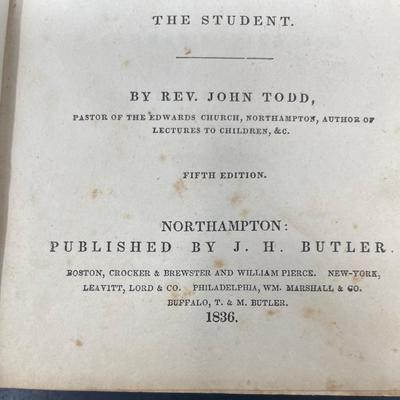 THE STUDENT.
BY REV. JOHN TODD,
PASTOR OF THE EDWARDS CHURCH, NORTHAMPTON, AUTHOR OF
LECTURES TO CHILDREN, &C.
FIFTH EDITION.
NORTHAMPTON:
PUBLISHED BY J. H. BUTLER.
BOSTON, CROCKER & BREWSTER AND WILLIAM PIERCE. NEW-YORK,
LEAVITT, LORD & CO. PHILADELPHIA, WM. MARSHALL & CO.
BUFFALO, T. & M. BUTLER.
1836.